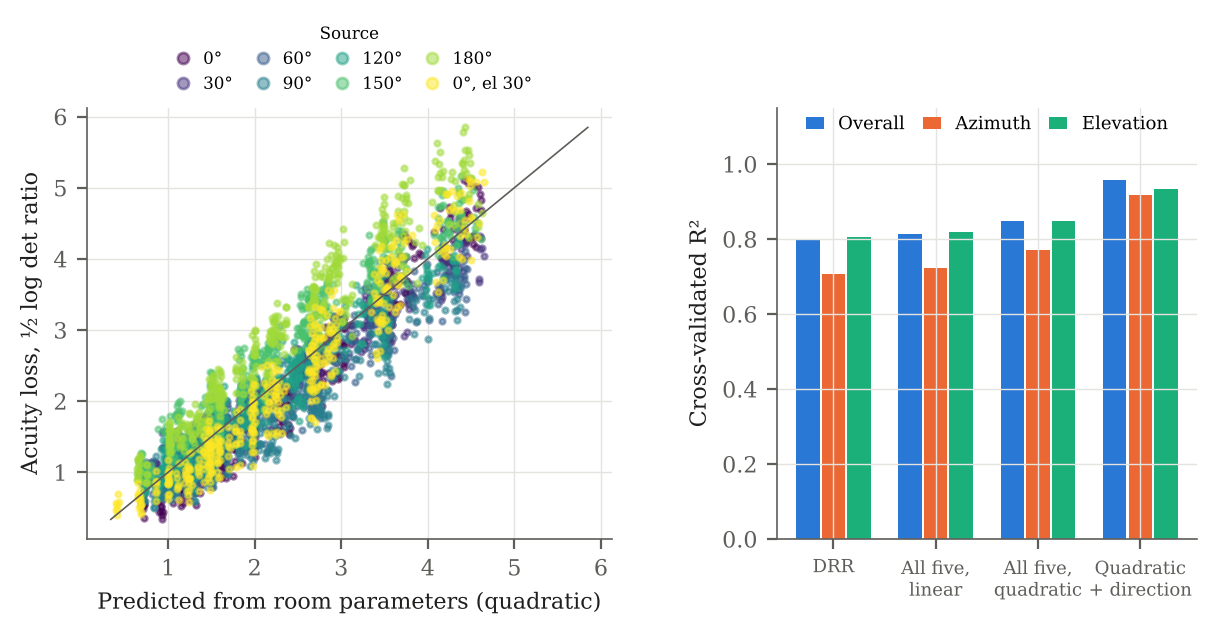 Source
0° 60° 120° 180°
30° 90° 150° 0°, el 30°
Acuity loss, ½ log det ratio
6
5
4
3
2
1
1 2 3 4 5 6
Predicted from room parameters (quadratic)
Overall Azimuth Elevation
Cross-validated R²
1.0
0.8
0.6
0.4
0.2
0.0
DRR All five, All five, Quadratic
linear quadratic + direction